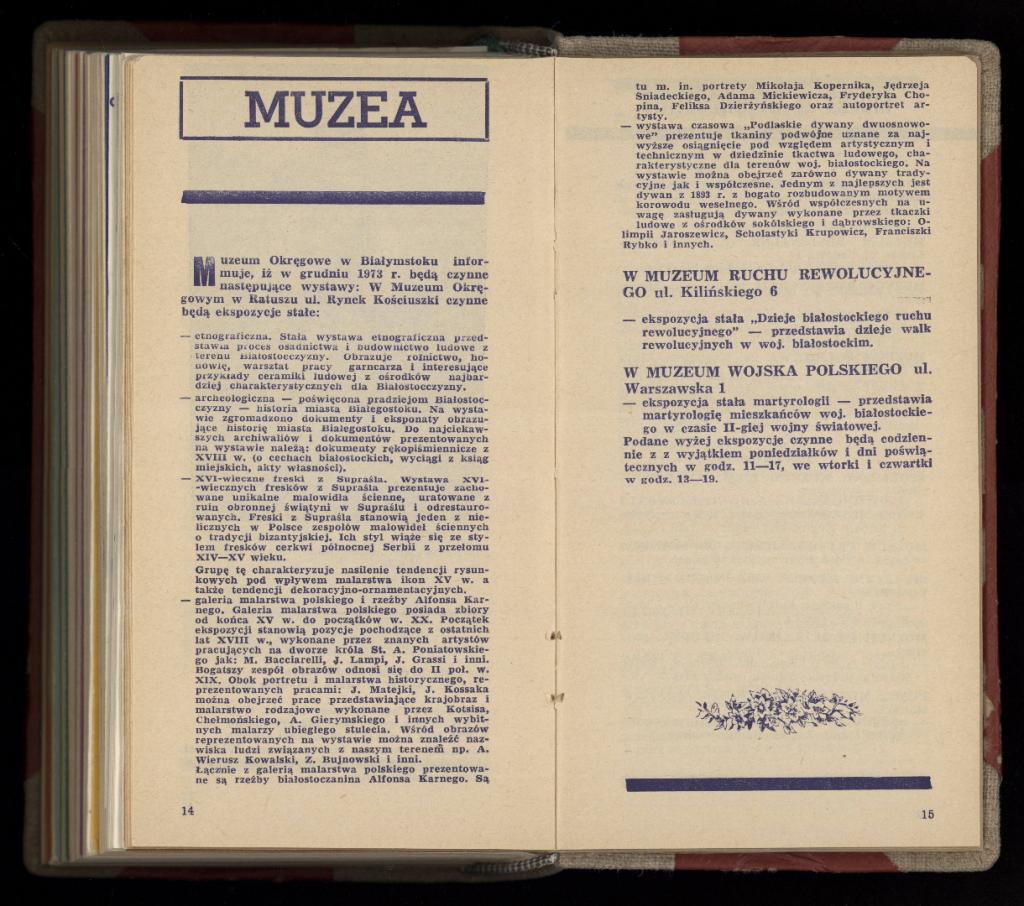 MUZEA
Muzeum Okręgowe w Białymstoku infor-
muje, iż w grudniu 1973 r. będą czynne
następujące wystawy: W Muzeum Okrę-
gowym w Ratuszu ul. Rynek Kościuszki czynne
będą ekspozycje stałe:
— etnograficzna. Stała wystawa etnograficzna przed-
stawia proces osadnictwa i budownictwo ludowe z
terenu Białostocczyzny. Obrazuje rolnictwo, ho-
dowlę, warsztat pracy garncarza i interesujące
przykłady ceramiki ludowej z ośrodków najbar-
dziej charakterystycznych dla Białostocczyzny.
— archeologiczna — poświęcona pradziejom Białostoc-
czyzny — historia miasta Białegostoku. Na wysta-
wie zgromadzono dokumenty i eksponaty obrazu-
jące historię miasta Białegostoku. Do najciekaw-
szych archiwaliów i dokumentów prezentowanych
na wystawie należą: dokumenty rękopiśmiennicze z
XVIII w. (o cechach białostockich, wyciągi z ksiąg
miejskich, akty własności).
— XVI-wieczne freski z Supraśla. Wystawa XVI-
-wiecznych fresków z Supraśla prezentuje zacho-
wane unikalne malowidła ścienne, uratowane z
ruin obronnej świątyni w Supraślu i odrestauro-
wanych. Freski z Supraśla stanowią jeden z nie-
licznych w Polsce zespołów malowideł ściennych
o tradycji bizantyjskiej. Ich styl wiąże się ze sty-
lem fresków cerkwi północnej Serbii z przełomu
XIV—XV wieku.
Grupę tę charakteryzuje nasilenie tendencji rysun-
kowych pod wpływem malarstwa ikon XV w. a
także tendencji dekoracyjno-ornamentacyjnych.
— galeria malarstwa polskiego i rzeźby Alfonsa Kar-
nego. Galeria malarstwa polskiego posiada zbiory
od końca XV w. do początków w. XX. Początek
ekspozycji stanowią pozycje pochodzące z ostatnich
lat XVIII w., wykonane przez znanych artystów
pracujących na dworze króla St. A. Poniatowskie-
go jak: M. Bacciarelli, J. Lampi, J. Grassi i inni.
Bogatszy zespół obrazów odnosi się do II poł. w.
XIX. Obok portretu i malarstwa historycznego, re-
prezentowanych pracami: J. Matejki, J. Kossaka
można obejrzeć prace przedstawiające krajobraz i
malarstwo rodzajowe wykonane przez Kotsisa,
Chełmońskiego, A. Gierymskiego i innych wybit-
nych malarzy ubiegłego stulecia. Wśród obrazów
reprezentowanych na wystawie można znaleźć naz-
wiska ludzi związanych z naszym terenem np. A.
Wierusz Kowalski, Z. Bujnowski i inni.
Łącznie z galerią malarstwa polskiego prezentowa-
ne są rzeźby białostoczanina Alfonsa Karnego. Są
14
tu m. in. portrety Mikołaja Kopernika, Jędrzeja
Śniadeckiego, Adama Mickiewicza, Fryderyka Cho-
pina, Feliksa Dzierżyńskiego oraz autoportret ar-
tysty.
— wystawa czasowa „Podlaskie dywany dwuosnowo-
we” prezentuje tkaniny podwójne uznane za naj-
wyższe osiągnięcie pod względem artystycznym i
technicznym w dziedzinie tkactwa ludowego, cha-
rakterystyczne dla terenów woj. białostockiego. Na
wystawie można obejrzeć zarówno dywany trady-
cyjne jak i współczesne. Jednym z najlepszych jest
dywan z 1893 r. z bogato rozbudowanym motywem
korowodu weselnego. Wśród współczesnych na u-
wagę zasługują dywany wykonane przez tkaczki
ludowe z ośrodków sokólskiego i dąbrowskiego: O-
limpii Jaroszewicz, Scholastyki Krupowicz, Franciszki
Rybko i innych.
W MUZEUM RUCHU REWOLUCYJNE-
GO ul. Kilińskiego 6
— ekspozycja stała „Dzieje białostockiego ruchu
rewolucyjnego” — przedstawia dzieje walk
rewolucyjnych w woj. białostockim.
W MUZEUM WOJSKA POLSKIEGO ul.
Warszawska 1
— ekspozycja stała martyrologii — przedstawia
martyrologię mieszkańców woj. białostockie-
go w czasie II-giej wojny światowej.
Podane wyżej ekspozycje czynne będą codzien-
nie z z wyjątkiem poniedziałków i dni poświą-
tecznych w godz. 11—17, we wtorki i czwartki
w godz. 13—19.
15